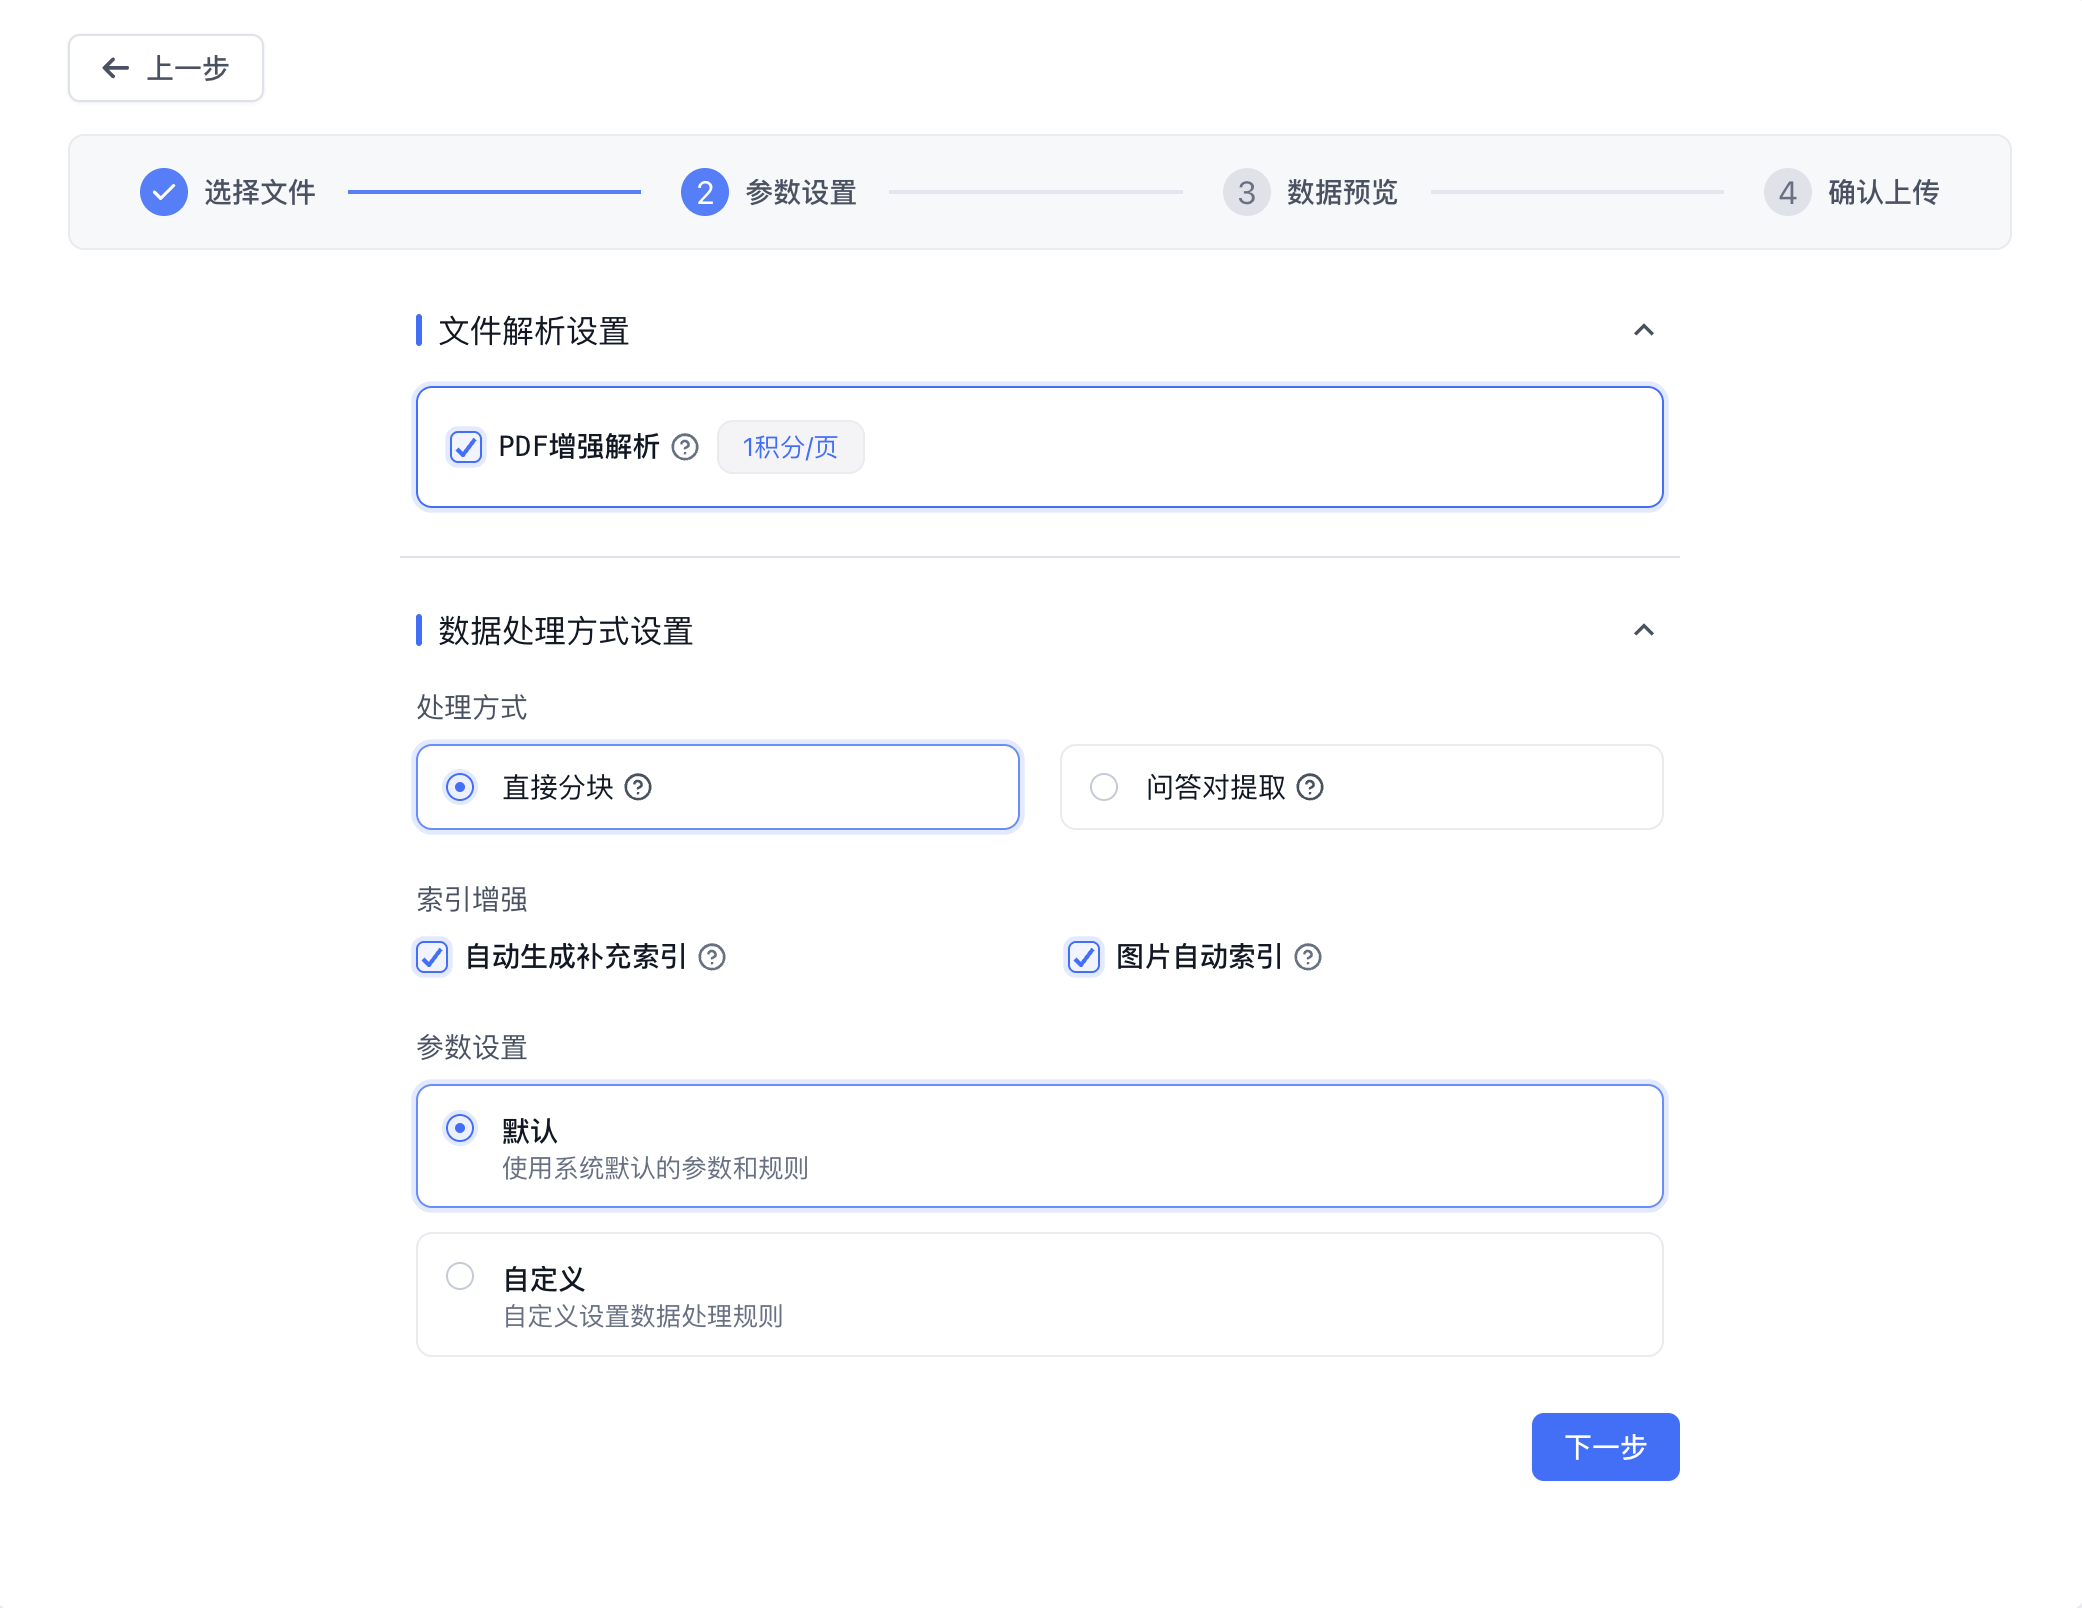 上一步
选择文件
2 参数设置
3 数据预览
4 确认上传
文件解析设置
PDF增强解析 1积分/页
数据处理方式设置
处理方式
直接分块
问答对提取
索引增强
自动生成补充索引
图片自动索引
参数设置
默认
使用系统默认的参数和规则
自定义
自定义设置数据处理规则
下一步